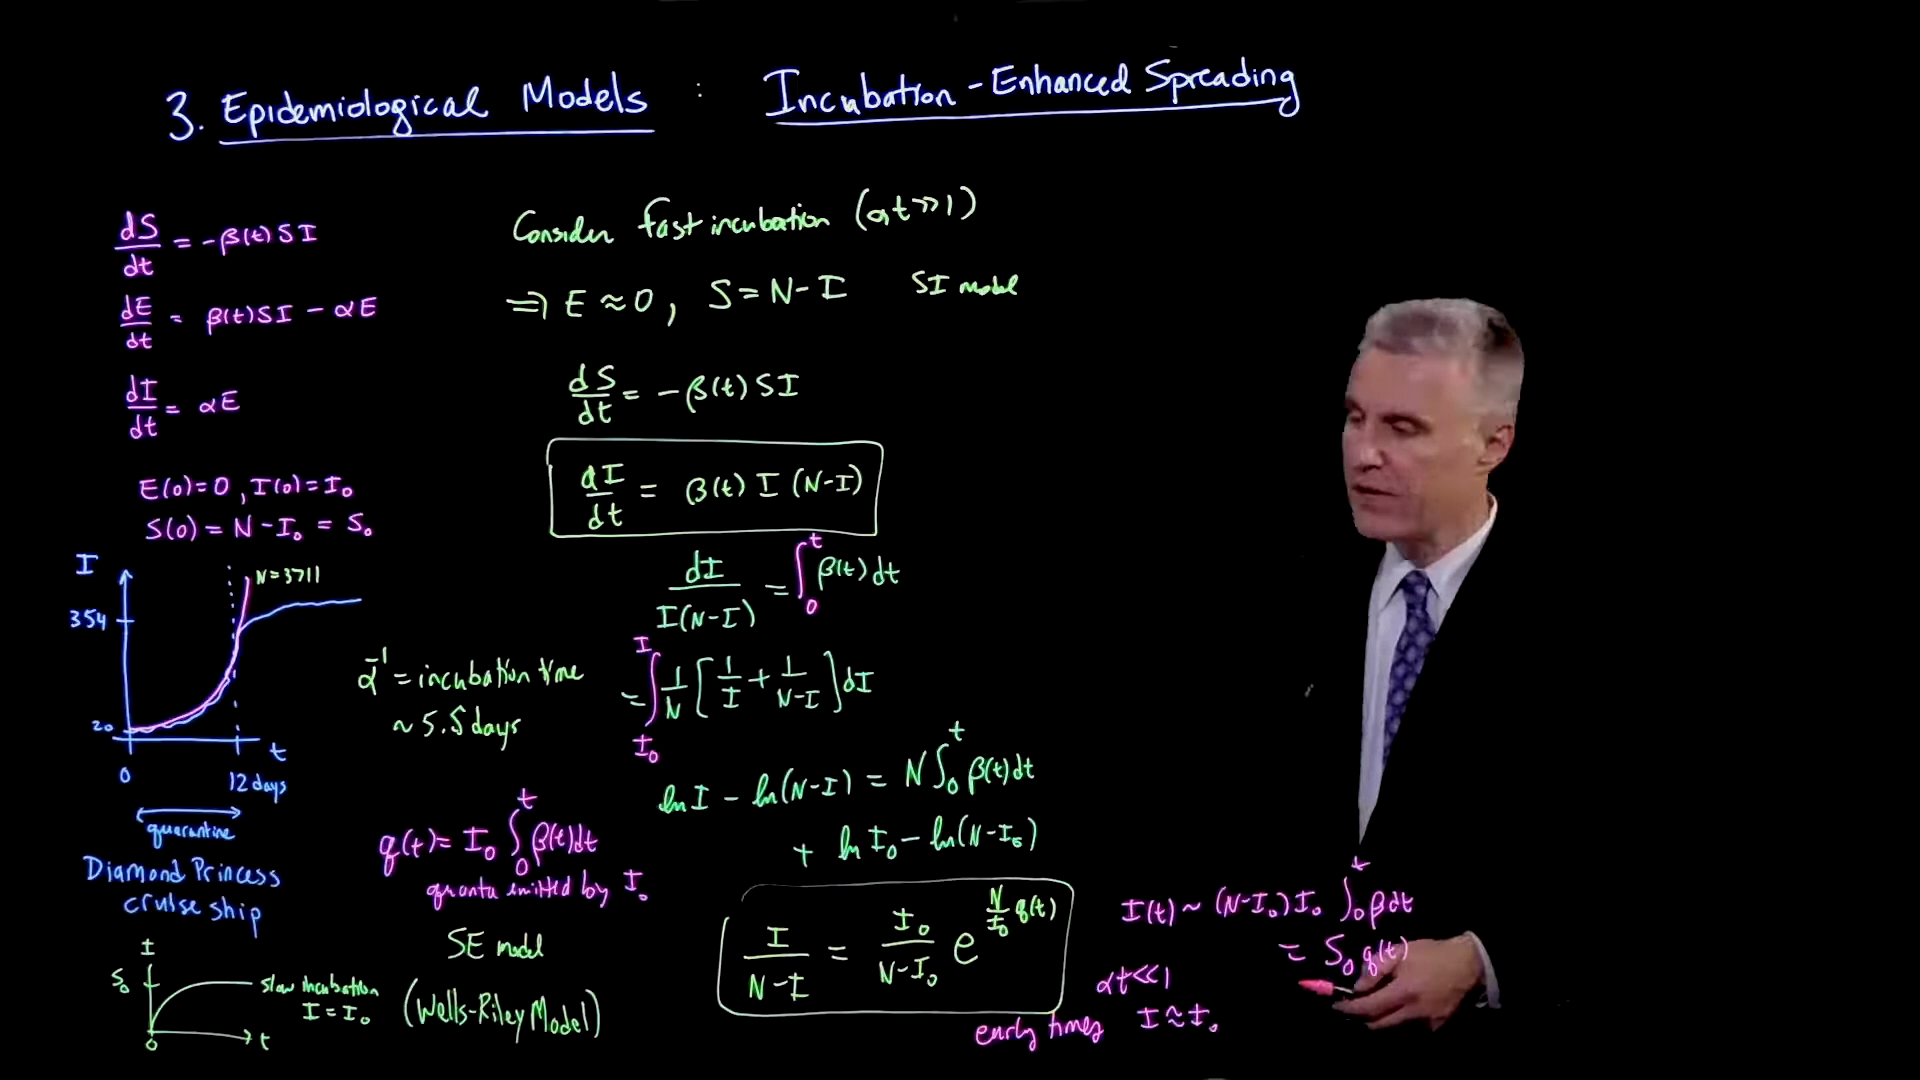 3. Epidemiological Models : Incubation-Enhanced Spreading
dS/dt = -β(t)SI
dE/dt = β(t)SI - αE
dI/dt = αE
E(0)=0, I(0)=I₀
S(0) = N-I₀ = S₀
I
N=3711
354
20
0
12 days
t
quarantine
Diamond Princess
cruise ship
I
S₀
slow incubation
I=I₀
0
t
α⁻¹ = incubation time
~ 5.5 days
q(t) = I₀ ∫₀ᵗ β(t)dt
quanta emitted by I₀
SE model
(Wells-Riley Model)
Consider fast incubation (αt>>1)
⇒ E≈0, S=N-I SI model
dS/dt = -β(t)SI
dI/dt = β(t) I (N-I)
dI/I(N-I) = ∫₀ᵗ β(t)dt
= ∫_{I₀}^{I} 1/N [1/I + 1/N-I] dI
ln I - ln(N-I) = N∫₀ᵗ β(t)dt
+ ln I₀ - ln(N-I₀)
I/N-I = I₀/N-I₀ e^{N/I₀ q(t)}
I(t) ~ (N-I₀)I₀ ∫₀ᵗ βdt
= S₀ q(t)
αt<<1
early times I≈I₀